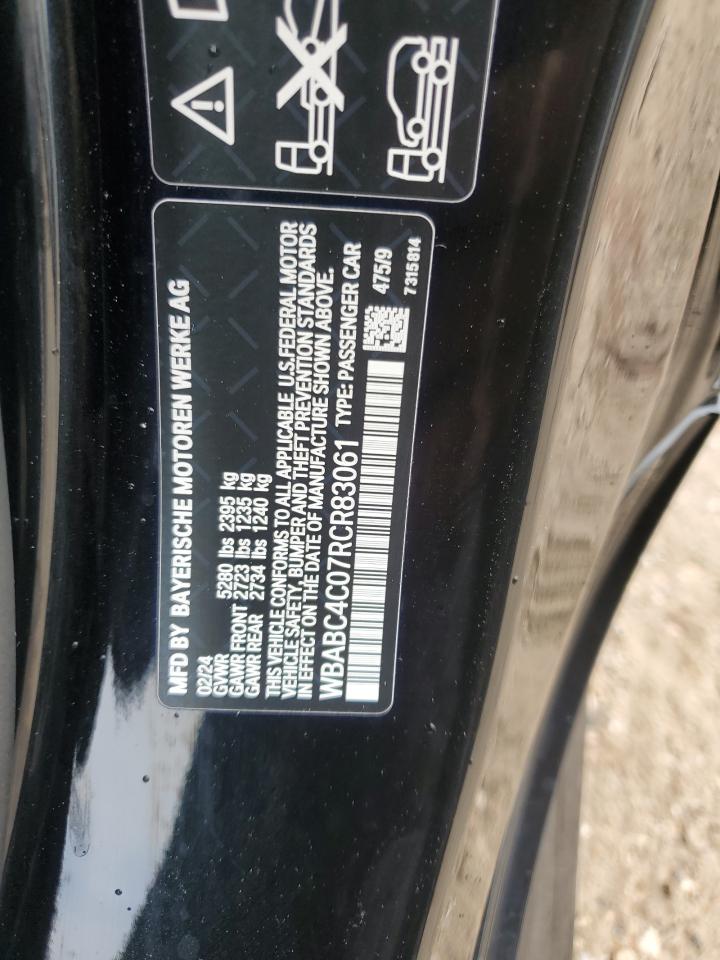 MFD BY BAYERISCHE MOTOREN WERKE AG
02/24
GVWR 5280 lbs 2395 kg
GAWR FRONT 2723 lbs 1235 kg
GAWR REAR 2734 lbs 1240 kg
THIS VEHICLE CONFORMS TO ALL APPLICABLE U.S.FEDERAL MOTOR
VEHICLE SAFETY, BUMPER AND THEFT PREVENTION STANDARDS
IN EFFECT ON THE DATE OF MANUFACTURE SHOWN ABOVE.
WBABC4C07RCR83061 TYPE: PASSENGER CAR
475/9
7315814